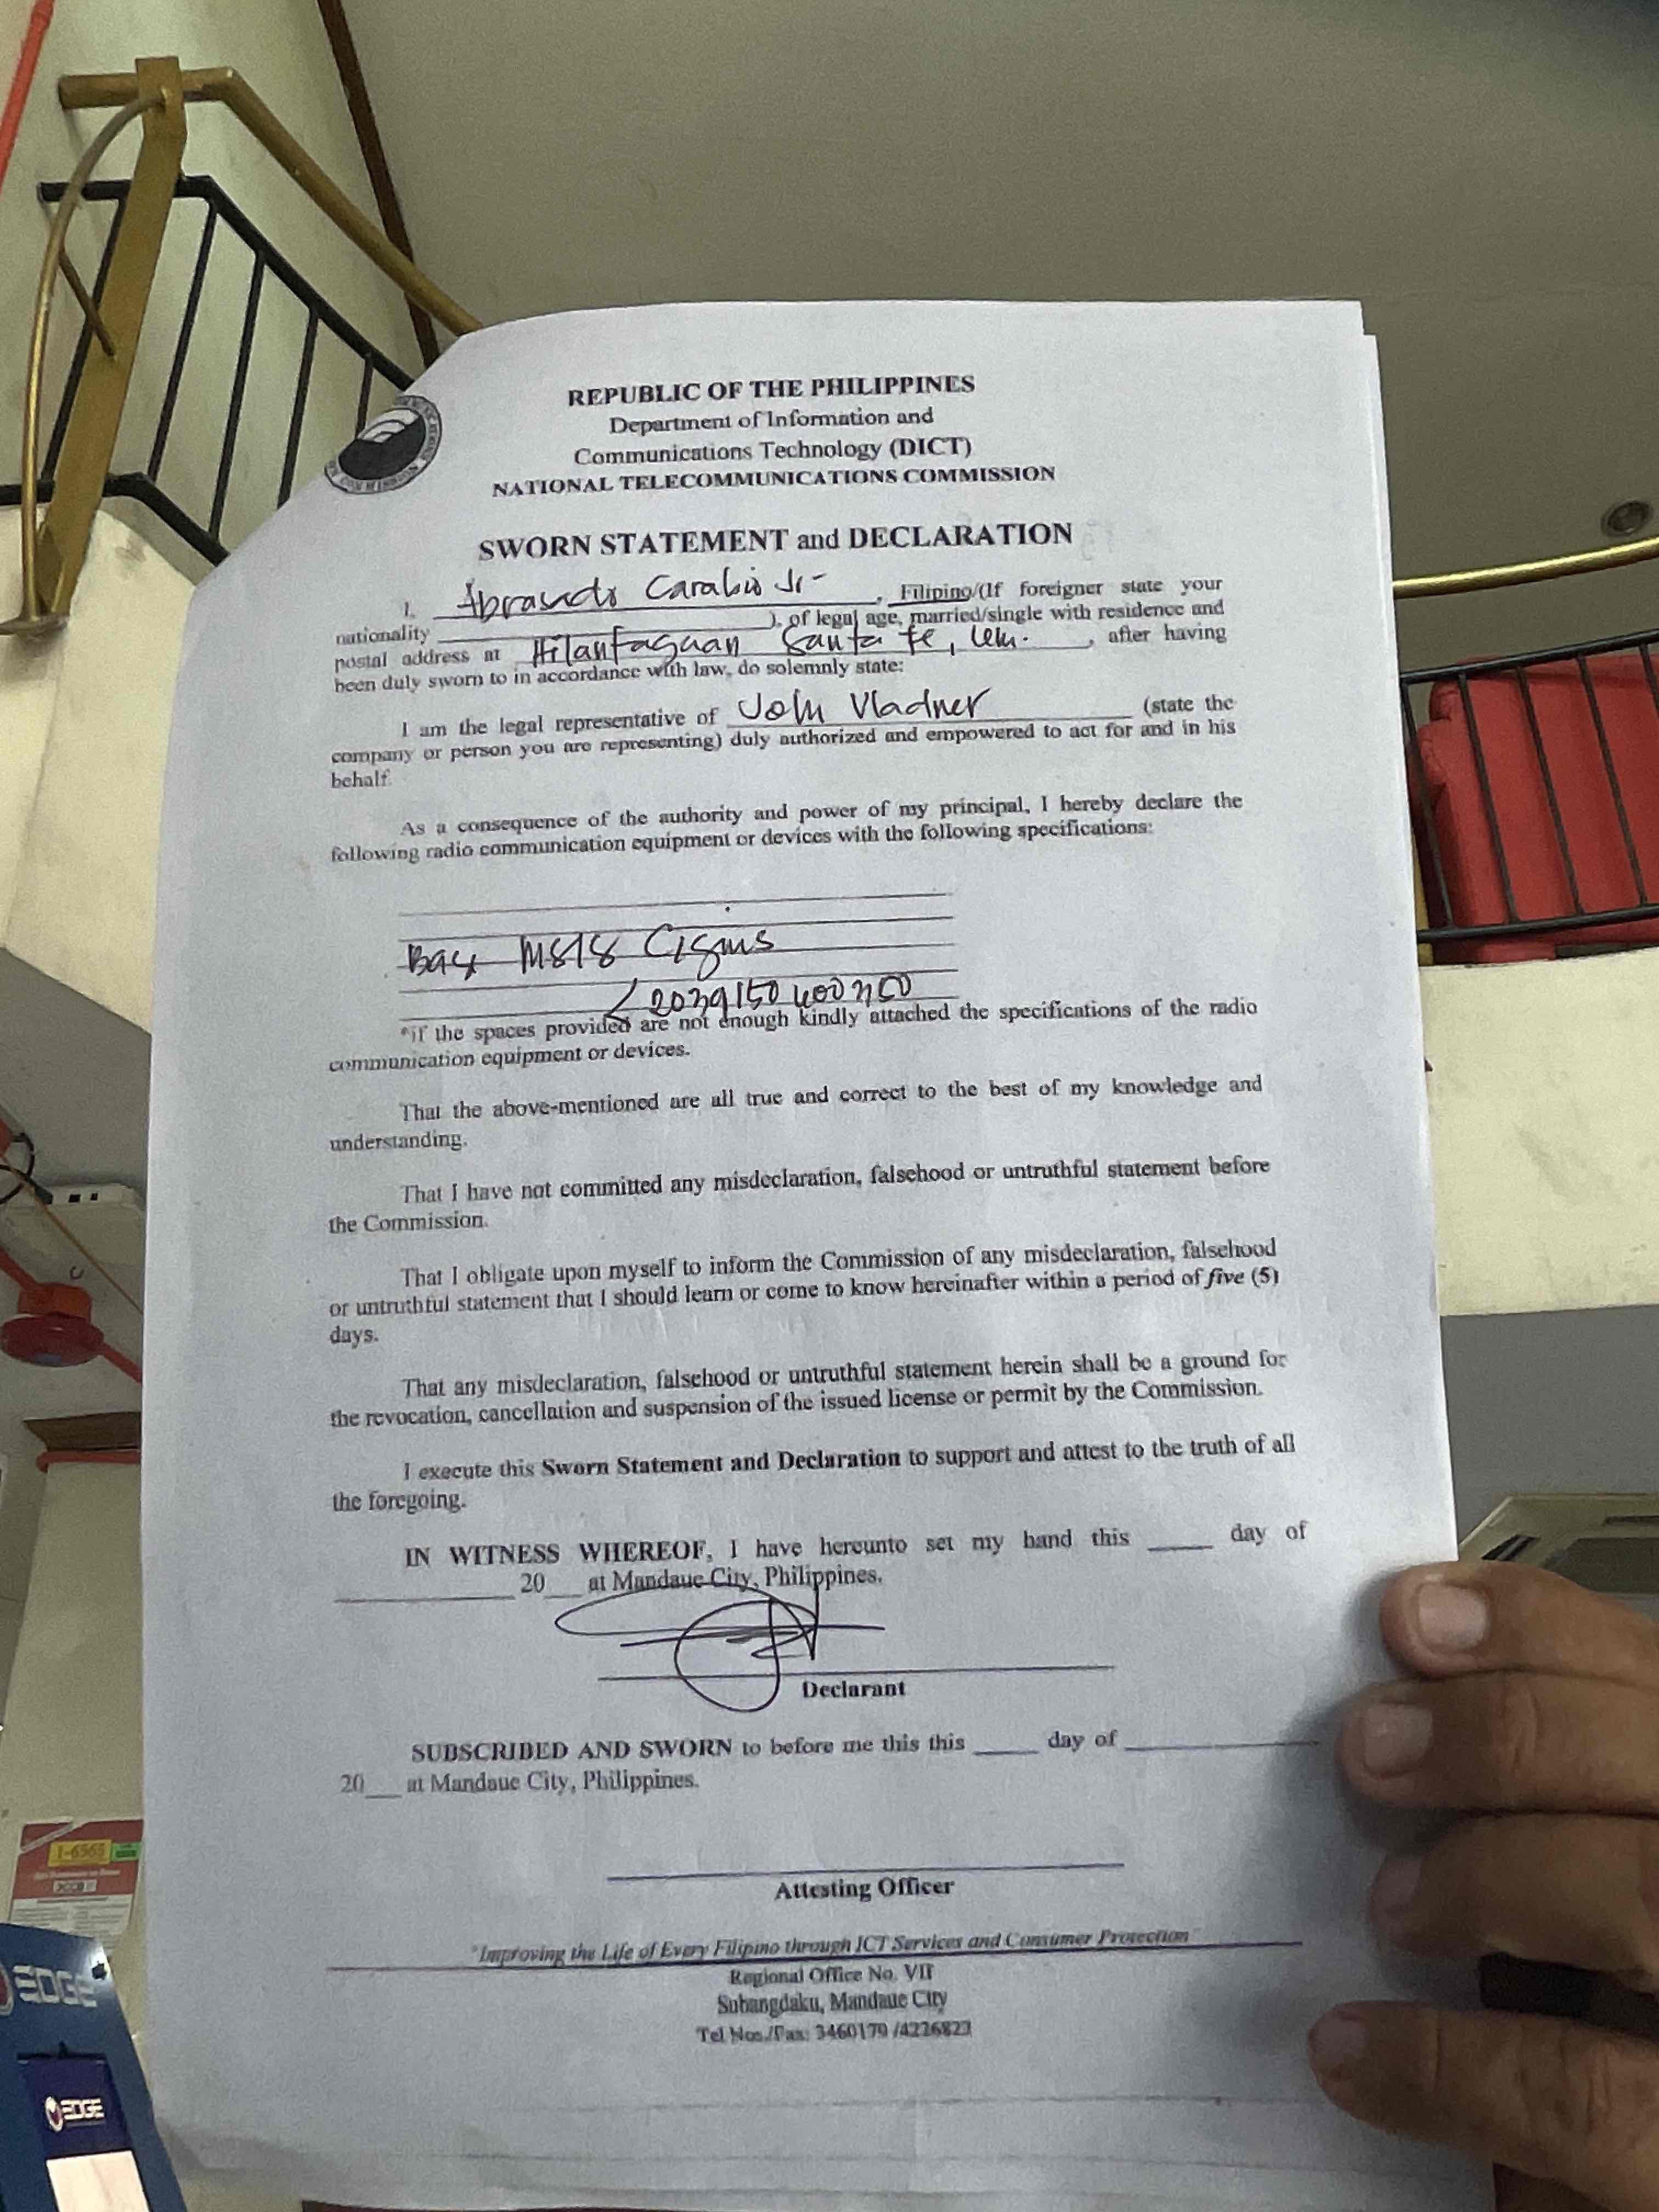 REPUBLIC OF THE PHILIPPINES
Department of Information and
Communications Technology (DICT)
NATIONAL TELECOMMUNICATIONS COMMISSION
SWORN STATEMENT and DECLARATION
I, Carabio Jr , Filipino/(If foreigner state your
nationality ), of legal age, married/single with residence and
postal address at Santa Fe, , after having
been duly sworn to in accordance with law, do solemnly state:
I am the legal representative of John Vladner (state the
company or person you are representing) duly authorized and empowered to act for and in his
behalf.
As a consequence of the authority and power of my principal, I hereby declare the
following radio communication equipment or devices with the following specifications:
*if the spaces provided are not enough kindly attached the specifications of the radio
communication equipment or devices.
That the above-mentioned are all true and correct to the best of my knowledge and
understanding.
That I have not committed any misdeclaration, falsehood or untruthful statement before
the Commission.
That I obligate upon myself to inform the Commission of any misdeclaration, falsehood
or untruthful statement that I should learn or come to know hereinafter within a period of five (5)
days.
That any misdeclaration, falsehood or untruthful statement herein shall be a ground for
the revocation, cancellation and suspension of the issued license or permit by the Commission.
I execute this Sworn Statement and Declaration to support and attest to the truth of all
the foregoing.
IN WITNESS WHEREOF, I have hereunto set my hand this ____ day of
____ 20__ at Mandaue City, Philippines.
Declarant
SUBSCRIBED AND SWORN to before me this this ____ day of ____
20__ at Mandaue City, Philippines.
Attesting Officer
"Improving the Life of Every Filipino through ICT Services and Consumer Protection"
Regional Office No. VII
Subangdaku, Mandaue City
Tel Nos./Fax: 3460179 /4226823
1-6565
EDGE
EDGE